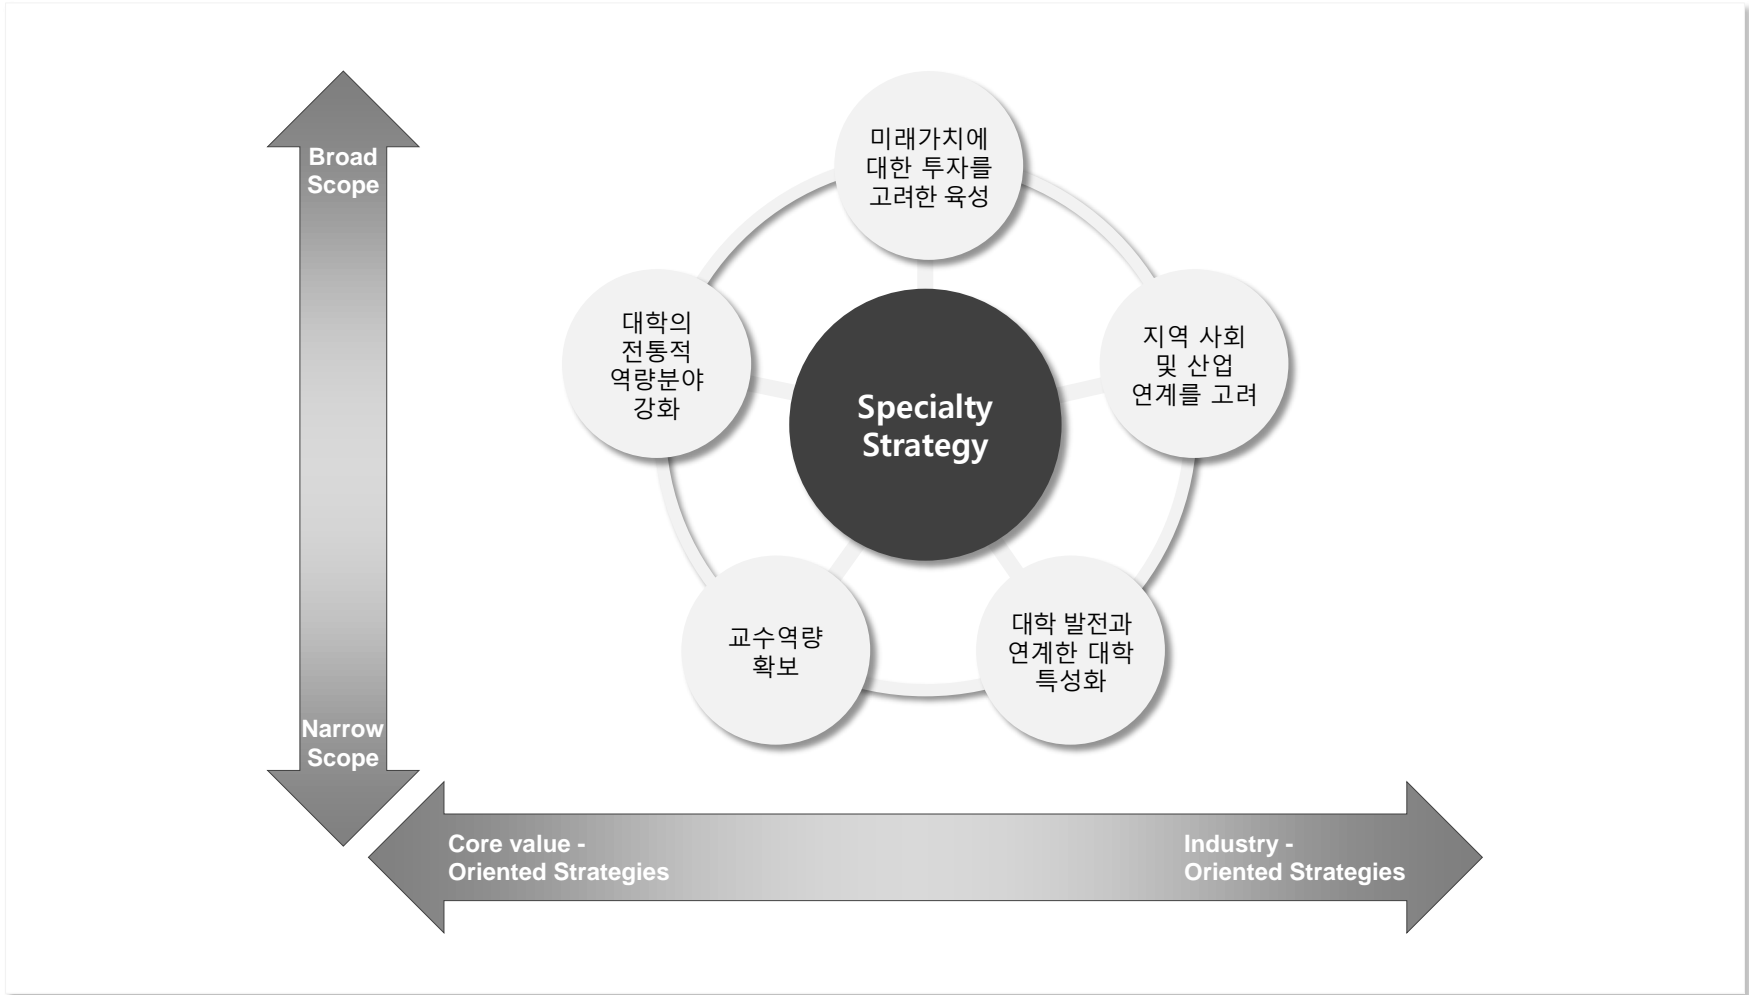 Broad
Scope
Narrow
Scope
미래가치에
대한 투자를
고려한 육성
대학의
전통적
역량분야
강화
지역 사회
및 산업
연계를 고려
Specialty
Strategy
교수역량
확보
대학 발전과
연계한 대학
특성화
Core value -
Oriented Strategies
Industry -
Oriented Strategies